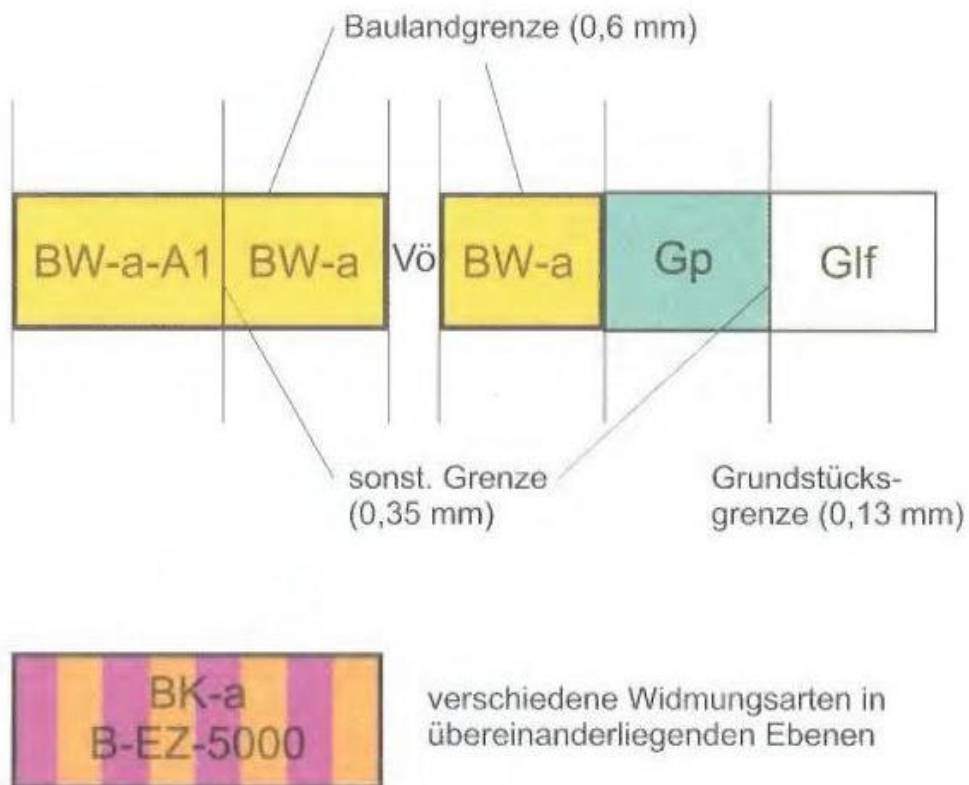 Baulandgrenze (0,6 mm)
BW-a-A1 BW-a Vö BW-a Gp Glf
sonst. Grenze
(0,35 mm)
Grundstücks-
grenze (0,13 mm)
BK-a
B-EZ-5000
verschiedene Widmungsarten in
übereinanderliegenden Ebenen